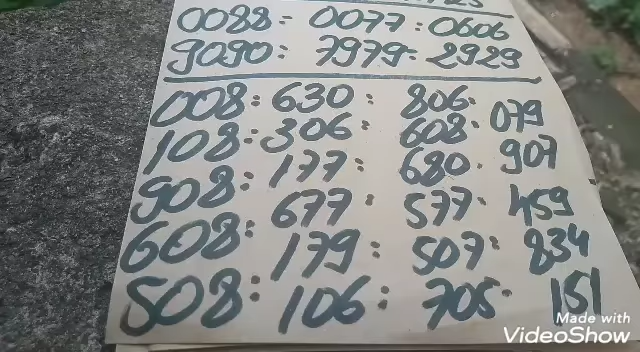 0088= 0077:0606
9090: 7979: 2929
008: 630: 806: 079
108: 306: 608: 907
908: 177: 680.
608: 677: 577: 459
508: 179: 507: 834
106: 705. 151
Made with
VideoShow